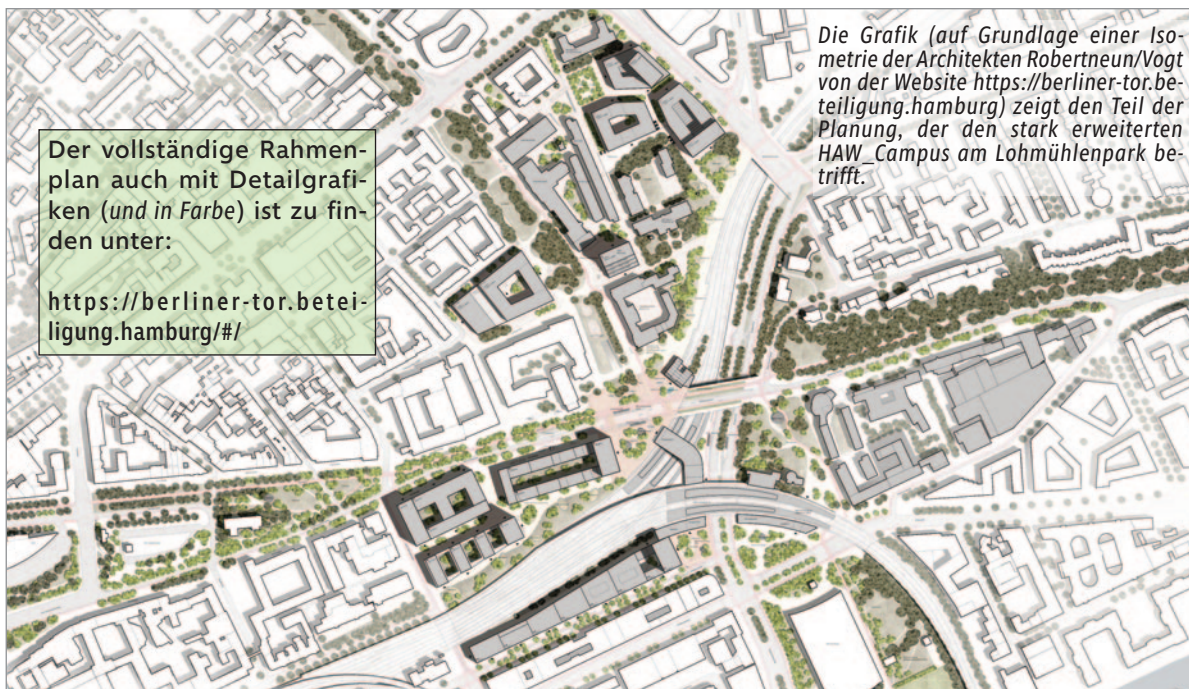 Der vollständige Rahmen-
plan auch mit Detailgrafi-
ken (und in Farbe) ist zu fin-
den unter:
https://berliner-tor.betei-
ligung.hamburg/#/
Die Grafik (auf Grundlage einer Iso-
metrie der Architekten Robertneun/Vogt
von der Website https://berliner-tor.be-
teiligung.hamburg) zeigt den Teil der
Planung, der den stark erweiterten
HAW_Campus am Lohmühlenpark be-
trifft.